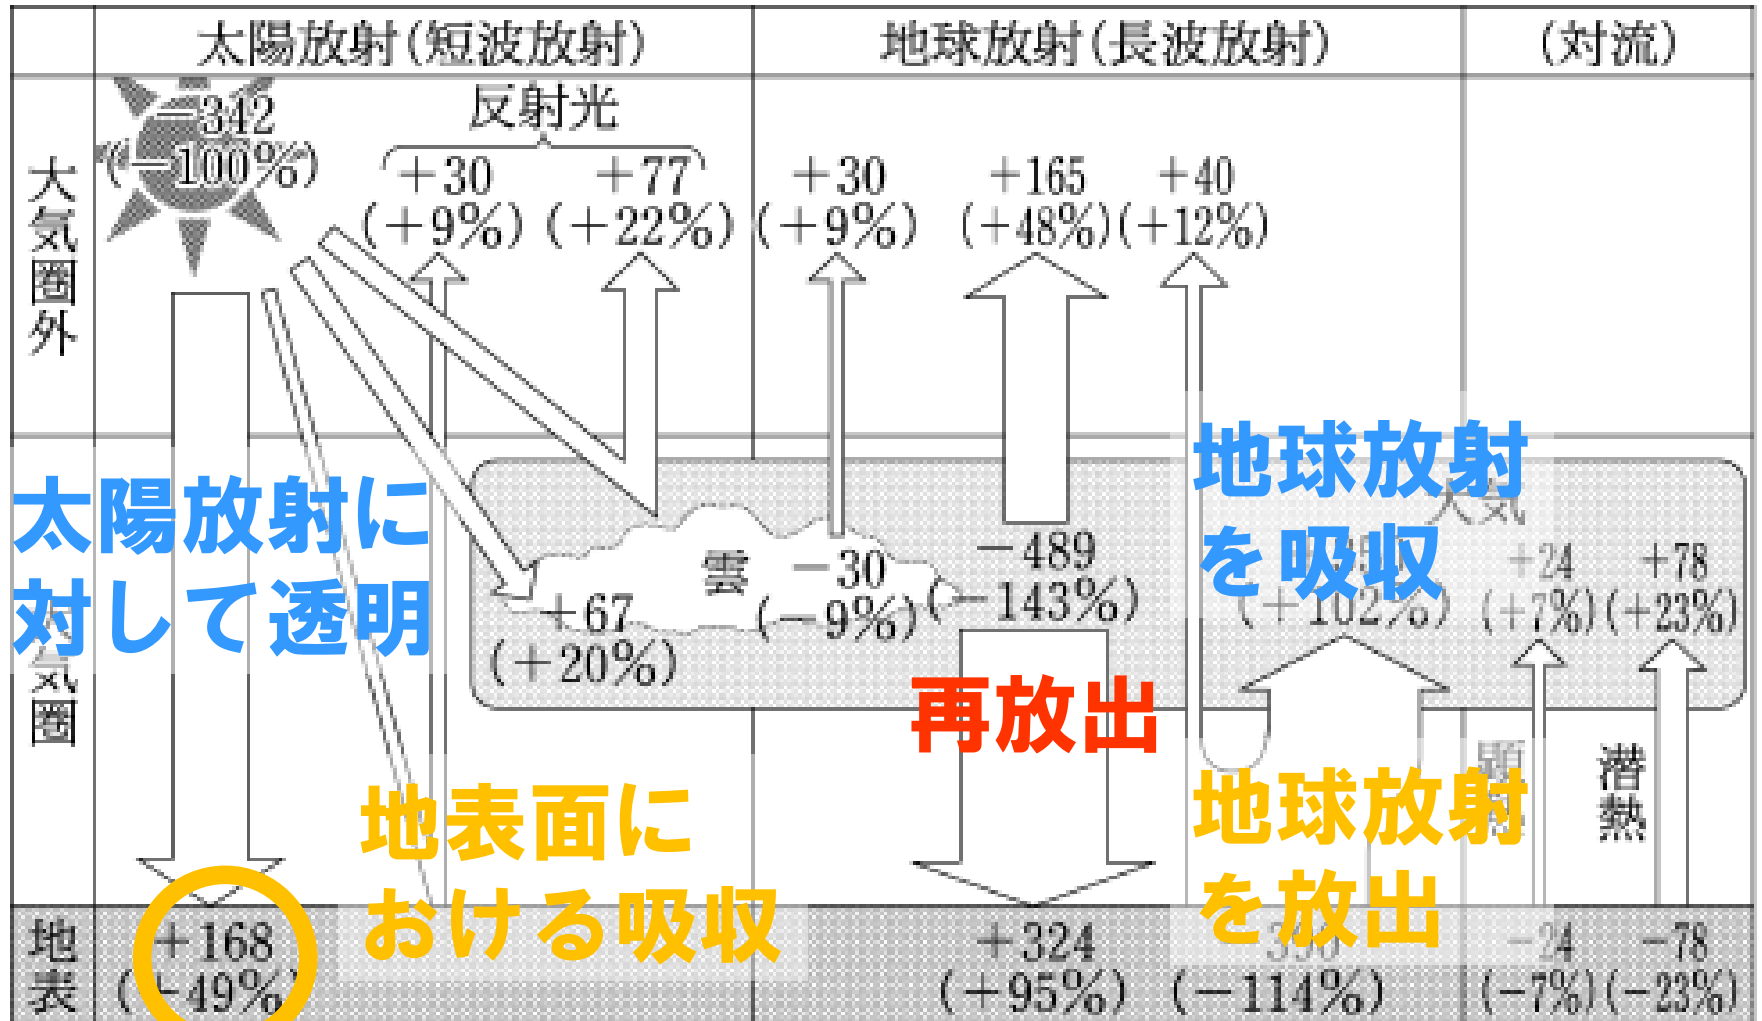 太陽放射(短波放射)
地球放射(長波放射)
(対流)
大気圏外
-342
(-100%)
反射光
+30
(+9%)
+77
(+22%)
+30
(+9%)
+165
(+48%)
+40
(+12%)
太陽放射に
対して透明
気圏
雲
+67
(+20%)
-30
(-9%)
-489
(-143%)
地球放射
を吸収
大気
(+102%)
+24
(+7%)
+78
(+23%)
再放出
地表面に
おける吸収
地球放射
を放出
潜熱
地表
+168
(+49%
+324
(+95%)
(-114%)
-24
(-7%)
-78
(-23%)